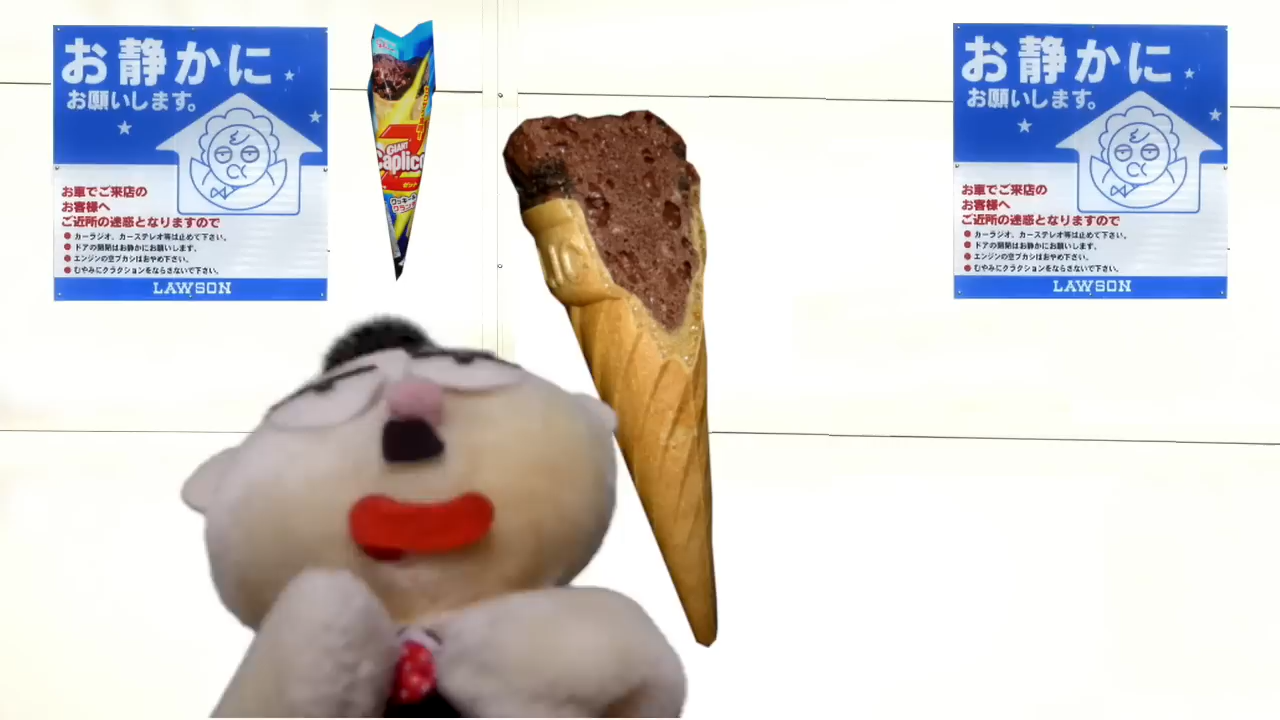 お静かに
お願いします。
お車でご来店の
お客様へ
ご近所の迷惑となりますので
カーラジオ、カーステレオ等は止めて下さい。
ドアの開閉はお静かにお願いします。
エンジンの空ブカシはおやめ下さい。
むやみにクラクションをならさないで下さい。
LAWSON
GIANT
Caplico
お静かに
お願いします。
お車でご来店の
お客様へ
ご近所の迷惑となりますので
カーラジオ、カーステレオ等は止めて下さい。
ドアの開閉はお静かにお願いします。
エンジンの空ブカシはおやめ下さい。
むやみにクラクションをならさないで下さい。
LAWSON